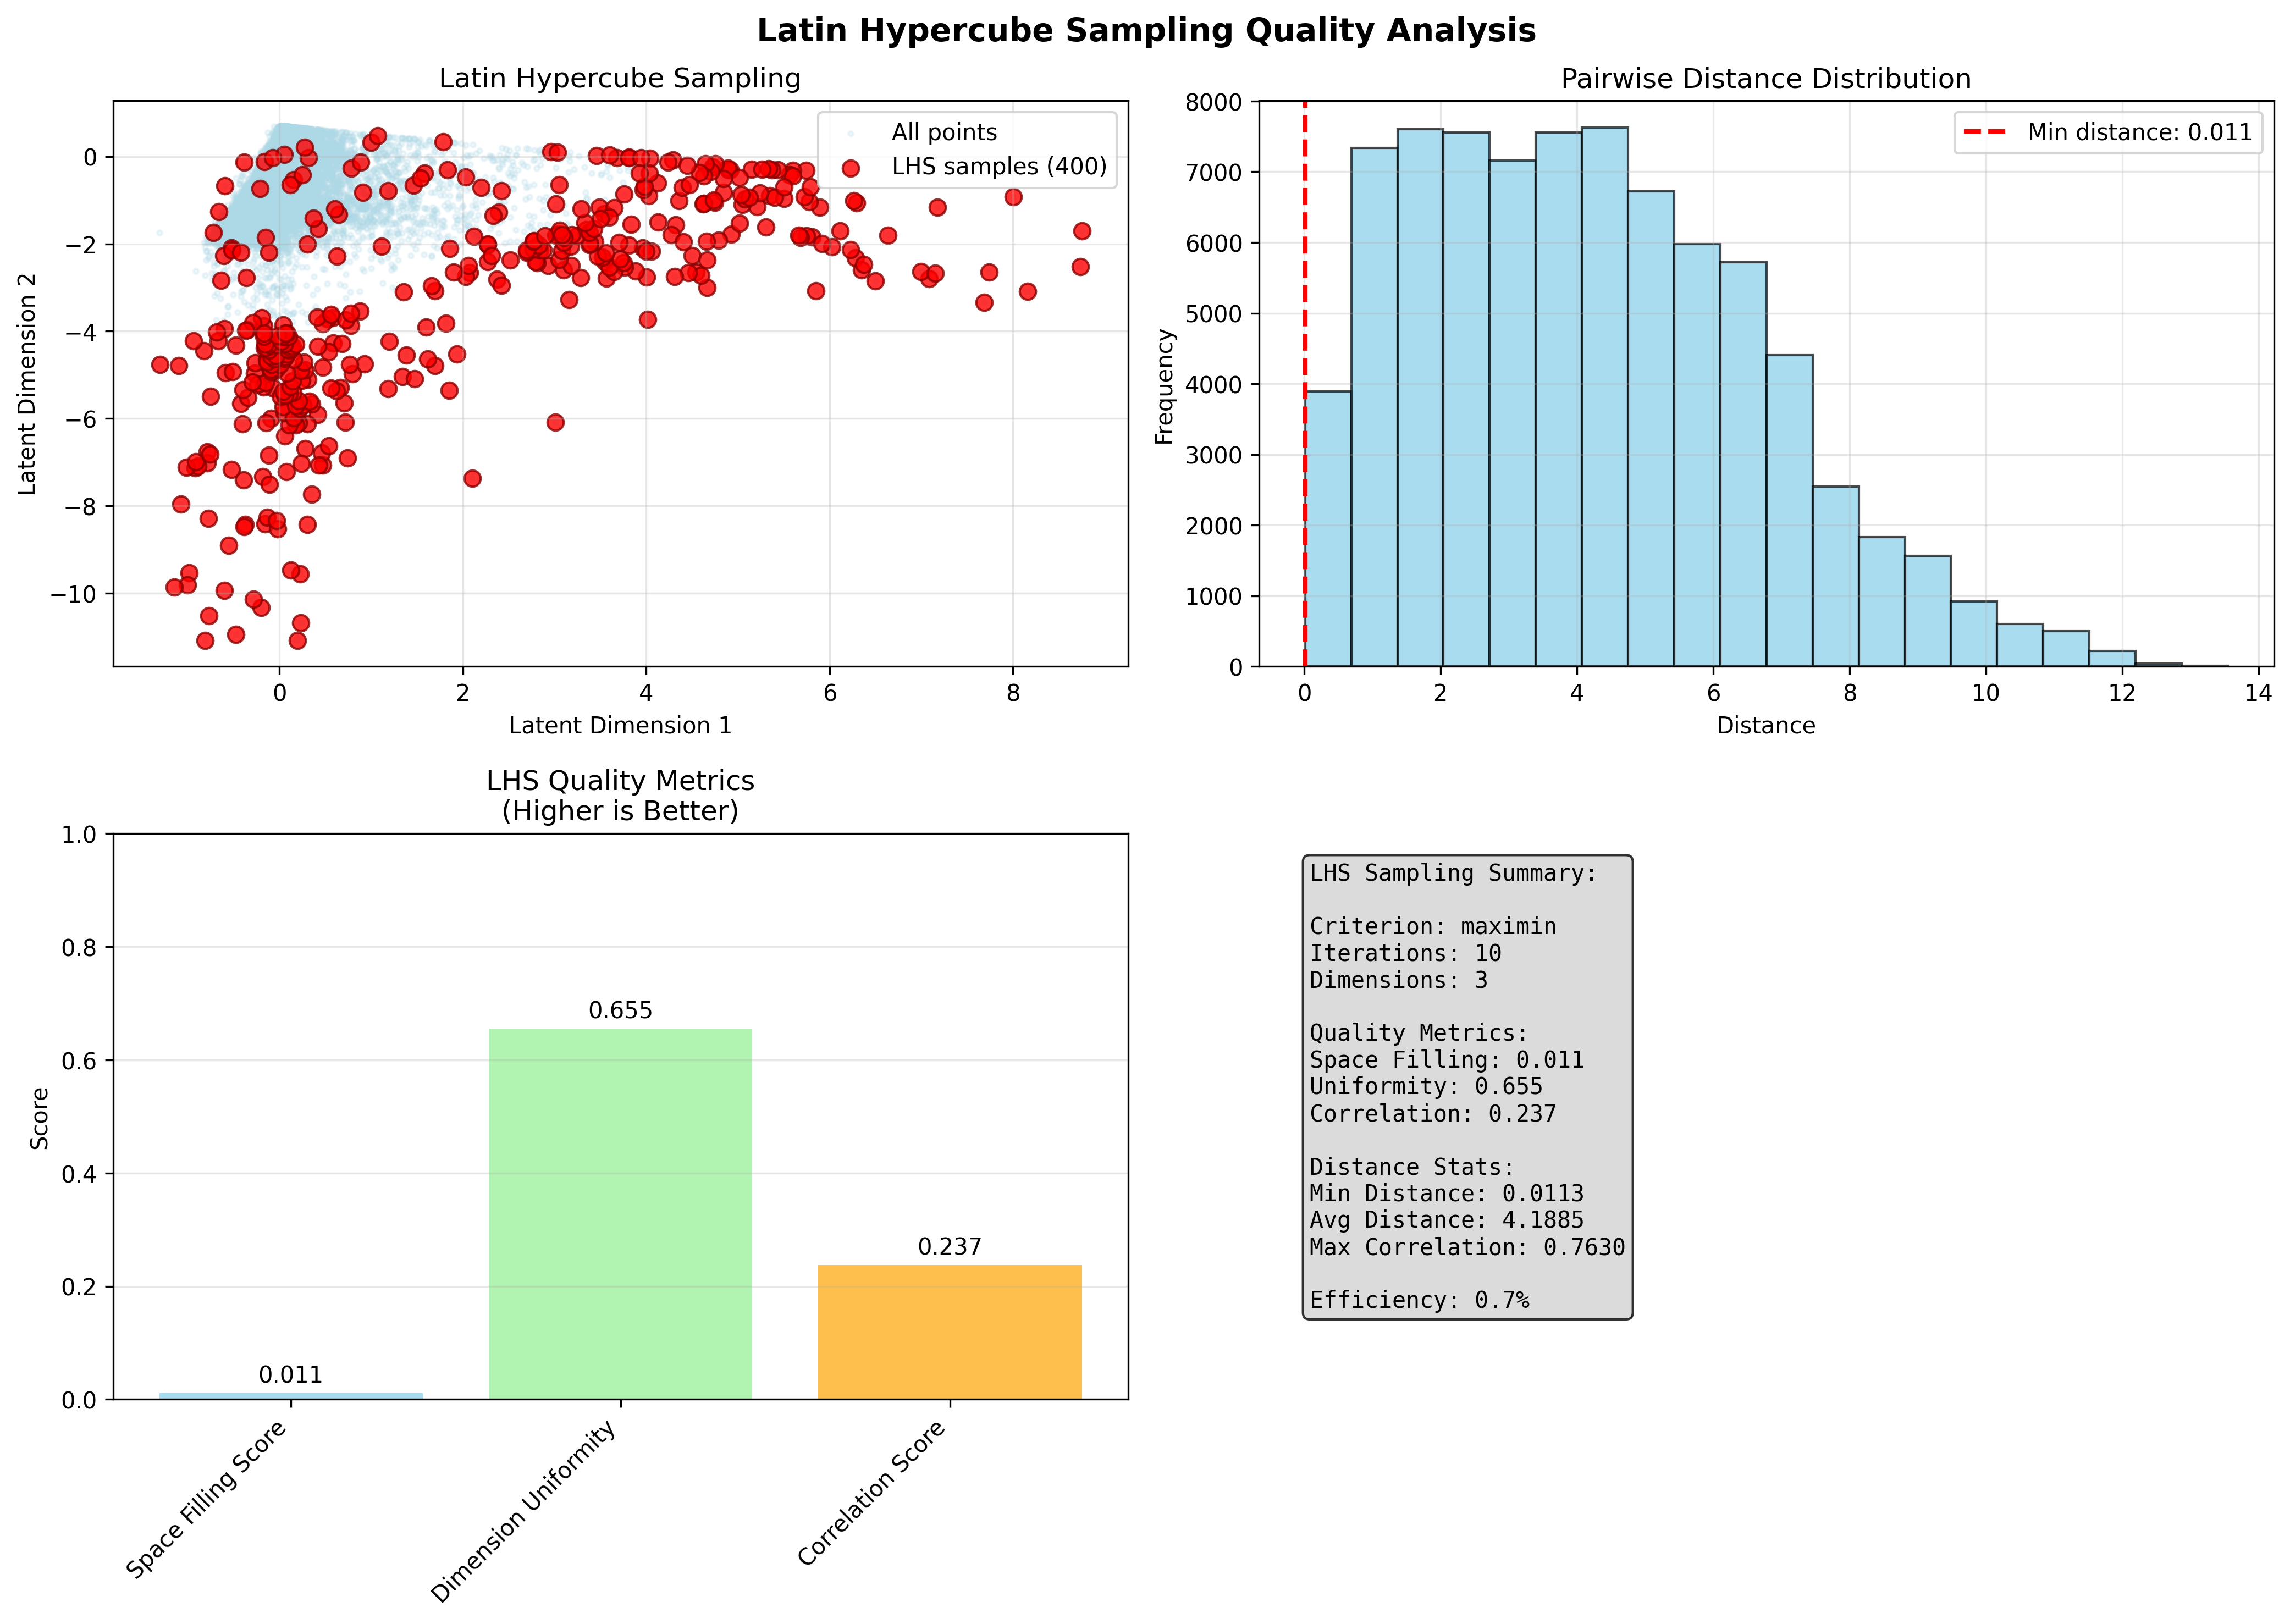 Latin Hypercube Sampling Quality Analysis
Latin Hypercube Sampling
All points
LHS samples (400)
0
−2
−4
−6
−8
−10
Latent Dimension 2
0 2 4 6 8
Latent Dimension 1
Pairwise Distance Distribution
Min distance: 0.011
8000
7000
6000
5000
4000
3000
2000
1000
0
Frequency
0 2 4 6 8 10 12 14
Distance
LHS Quality Metrics
(Higher is Better)
1.0
0.8
0.6
0.4
0.2
0.0
Score
0.011
0.655
0.237
Space Filling Score
Dimension Uniformity
Correlation Score
LHS Sampling Summary:
Criterion: maximin
Iterations: 10
Dimensions: 3
Quality Metrics:
Space Filling: 0.011
Uniformity: 0.655
Correlation: 0.237
Distance Stats:
Min Distance: 0.0113
Avg Distance: 4.1885
Max Correlation: 0.7630
Efficiency: 0.7%